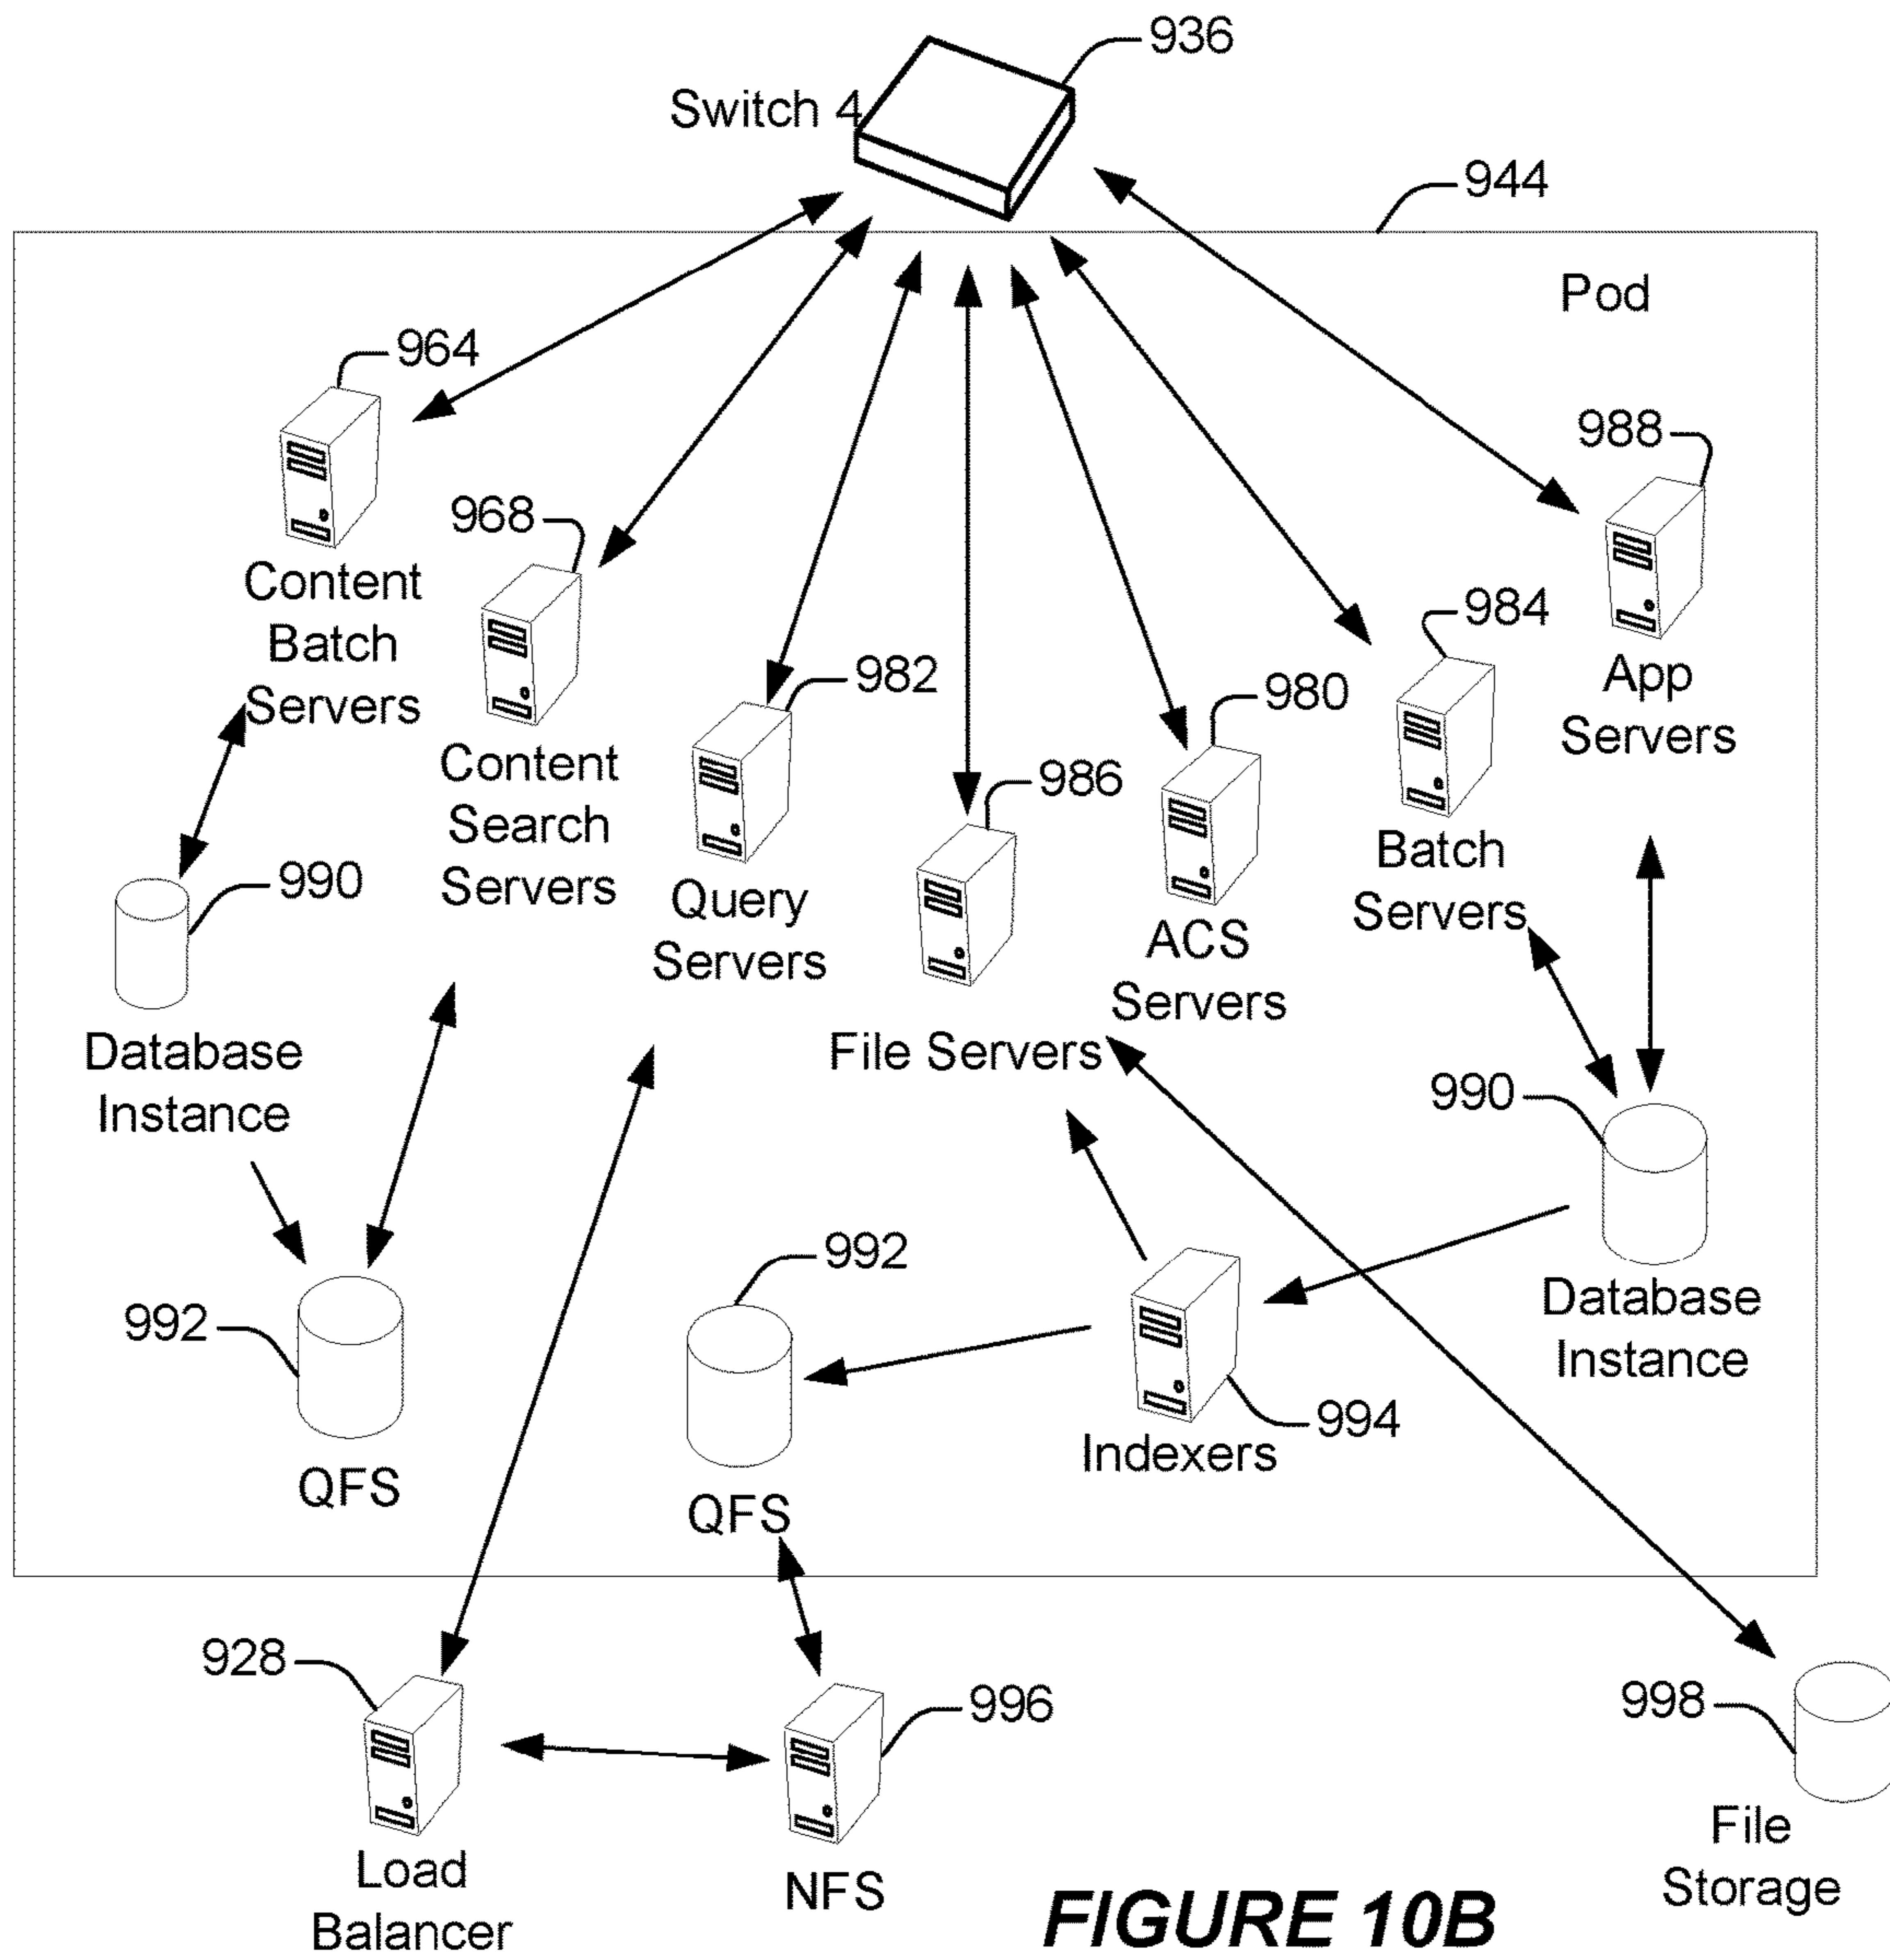 936
Switch 4
944
Pod
964
988
Content
Batch
Servers
968
984
App
Servers
982
980
Content
Search
Servers
986
Batch
Servers
990
Query
Servers
ACS
Servers
Database
Instance
File Servers
990
992
992
Database
Instance
994
Indexers
QFS
QFS
928
996
998
Load
Balancer
NFS
File
Storage
FIGURE 10B